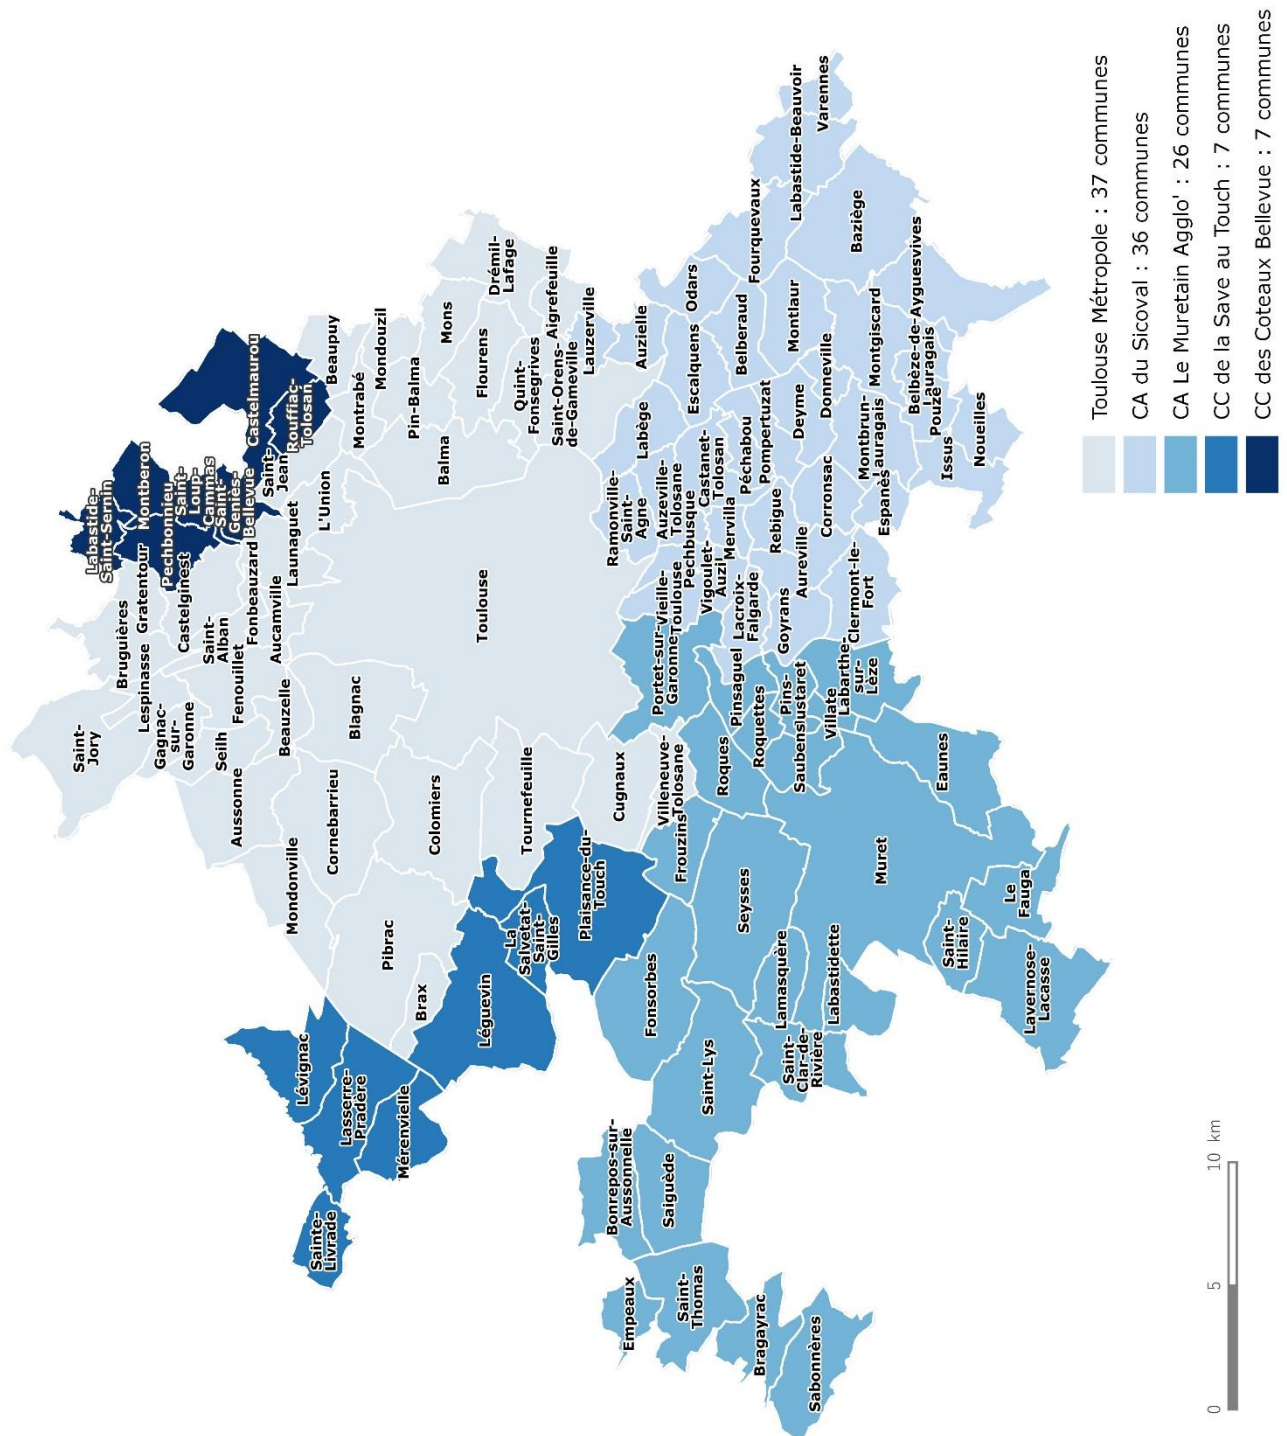 Saint-
Jory
Bruguières
Lespinasse
Gratentour
Gagnac-
sur-
Garonne
Castelginest
Saint-
Alban
Seilh
Fenouillet
Fonbeauzard
Aussonne
Aucamville
Launaguet
Beauzelle
L'Union
Saint-
Jean
Labastide-
Saint-Sernin
Montberon
Pechbonnieu
Saint-
Loup-
Cammas
Saint-
Geniès-
Bellevue
Castelmaurou
Rouffiac-
Tolosan
Beaupuy
Montrabé
Mondouzil
Mondonville
Cornebarrieu
Blagnac
Pin-Balma
Mons
Drémil-
Lafage
Pibrac
Colomiers
Toulouse
Balma
Flourens
Brax
Quint-
Fonsegrives
Aigrefeuille
Tournefeuille
Saint-Orens-
de-Gameville
Lauzerville
Lévignac
Lasserre-
Pradère
Mérenvielle
Sainte-
Livrade
Léguevin
La
Salvetat-
Saint-
Gilles
Plaisance-du-
Touch
Cugnaux
Villeneuve-
Tolosane
Frouzins
Portet-sur-
Garonne
Vieille-
Toulouse
Ramonville-
Saint-
Agne
Labège
Auzielle
Auzeville-
Tolosane
Escalquens
Odars
Pechbusque
Castanet-
Tolosan
Vigoulet-
Auzil
Mervilla
Péchabou
Belberaud
Fourquevaux
Labastide-Beauvoir
Varennes
Lacroix-
Falgarde
Rebigue
Pompertuzat
Montlaur
Goyrans
Aureville
Deyme
Donneville
Corronsac
Baziège
Clermont-le-
Fort
Espanès
Montbrun-
Lauragais
Montgiscard
Ayguesvives
Belbèze-de-
Lauragais
Pouze
Issus
Noueilles
Fonsorbes
Seysses
Roques
Pinsaguel
Roquettes
Pins-
Justaret
Saubens
Villate
Labarthe-
sur-
Lèze
Eaunes
Muret
Saint-Lys
Lamasquère
Labastidette
Saint-
Clar-de-
Rivière
Saint-
Hilaire
Le
Fauga
Lavernose-
Lacasse
Bonrepos-sur-
Aussonnelle
Saiguède
Empeaux
Saint-
Thomas
Bragayrac
Sabonnères
0 5 10 km
Toulouse Métropole : 37 communes
CA du Sicoval : 36 communes
CA Le Muretain Agglo' : 26 communes
CC de la Save au Touch : 7 communes
CC des Coteaux Bellevue : 7 communes